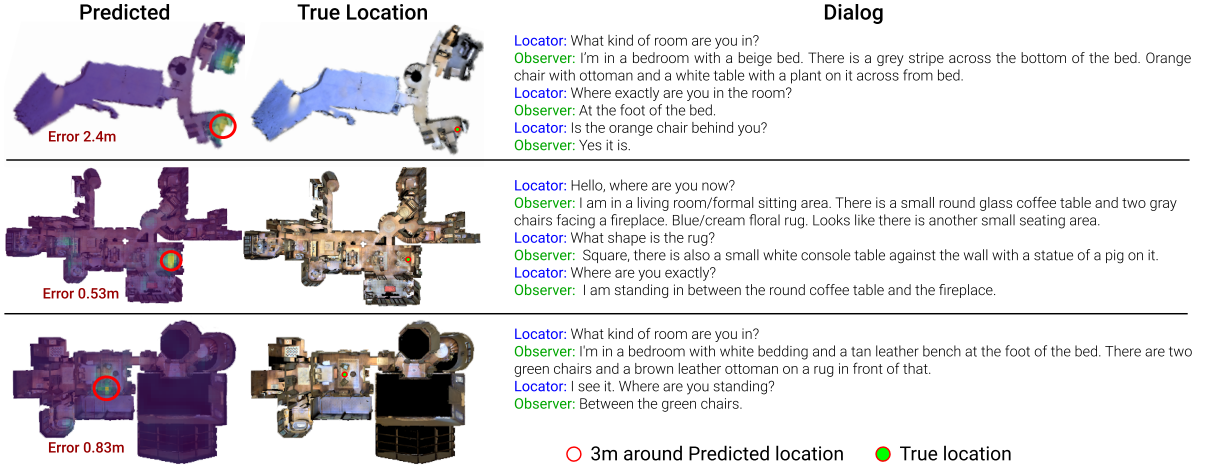 Predicted
True Location
Dialog
Locator: What kind of room are you in?
Observer: I'm in a bedroom with a beige bed. There is a grey stripe across the bottom of the bed. Orange
chair with ottoman and a white table with a plant on it across from bed.
Locator: Where exactly are you in the room?
Observer: At the foot of the bed.
Locator: Is the orange chair behind you?
Observer: Yes it is.
Error 2.4m
Locator: Hello, where are you now?
Observer: I am in a living room/formal sitting area. There is a small round glass coffee table and two gray
chairs facing a fireplace. Blue/cream floral rug. Looks like there is another small seating area.
Locator: What shape is the rug?
Observer: Square, there is also a small white console table against the wall with a statue of a pig on it.
Locator: Where are you exactly?
Observer: I am standing in between the round coffee table and the fireplace.
Error 0.53m
Locator: What kind of room are you in?
Observer: I'm in a bedroom with white bedding and a tan leather bench at the foot of the bed. There are two
green chairs and a brown leather ottoman on a rug in front of that.
Locator: I see it. Where are you standing?
Observer: Between the green chairs.
Error 0.83m
3m around Predicted location
True location